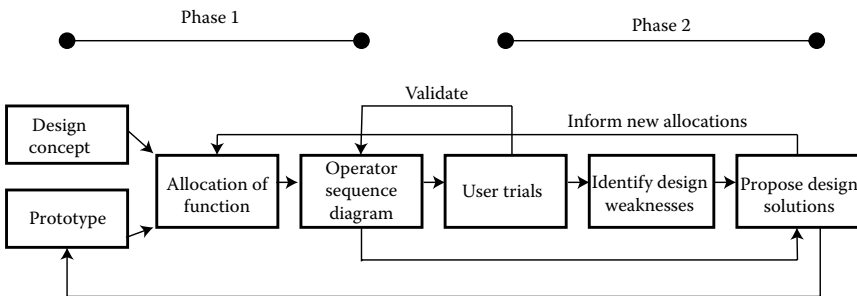 Phase 1
Phase 2
Validate
Inform new allocations
Design
concept
Prototype
Allocation of
function
Operator
sequence
diagram
User trials
Identify design
weaknesses
Propose design
solutions